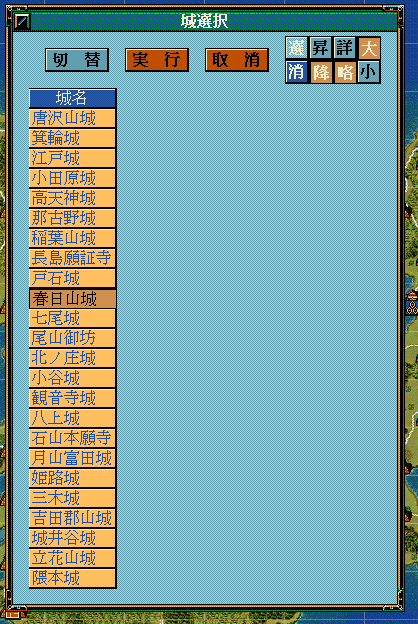 城選択
切替 実行 取消
選 昇 詳 大
消 降 略 小
城名
唐沢山城
箕輪城
江戸城
小田原城
高天神城
那古野城
稲葉山城
長島願証寺
戸石城
春日山城
七尾城
尾山御坊
北ノ庄城
小谷城
観音寺城
八上城
石山本願寺
月山富田城
姫路城
三木城
吉田郡山城
城井谷城
立花山城
隈本城